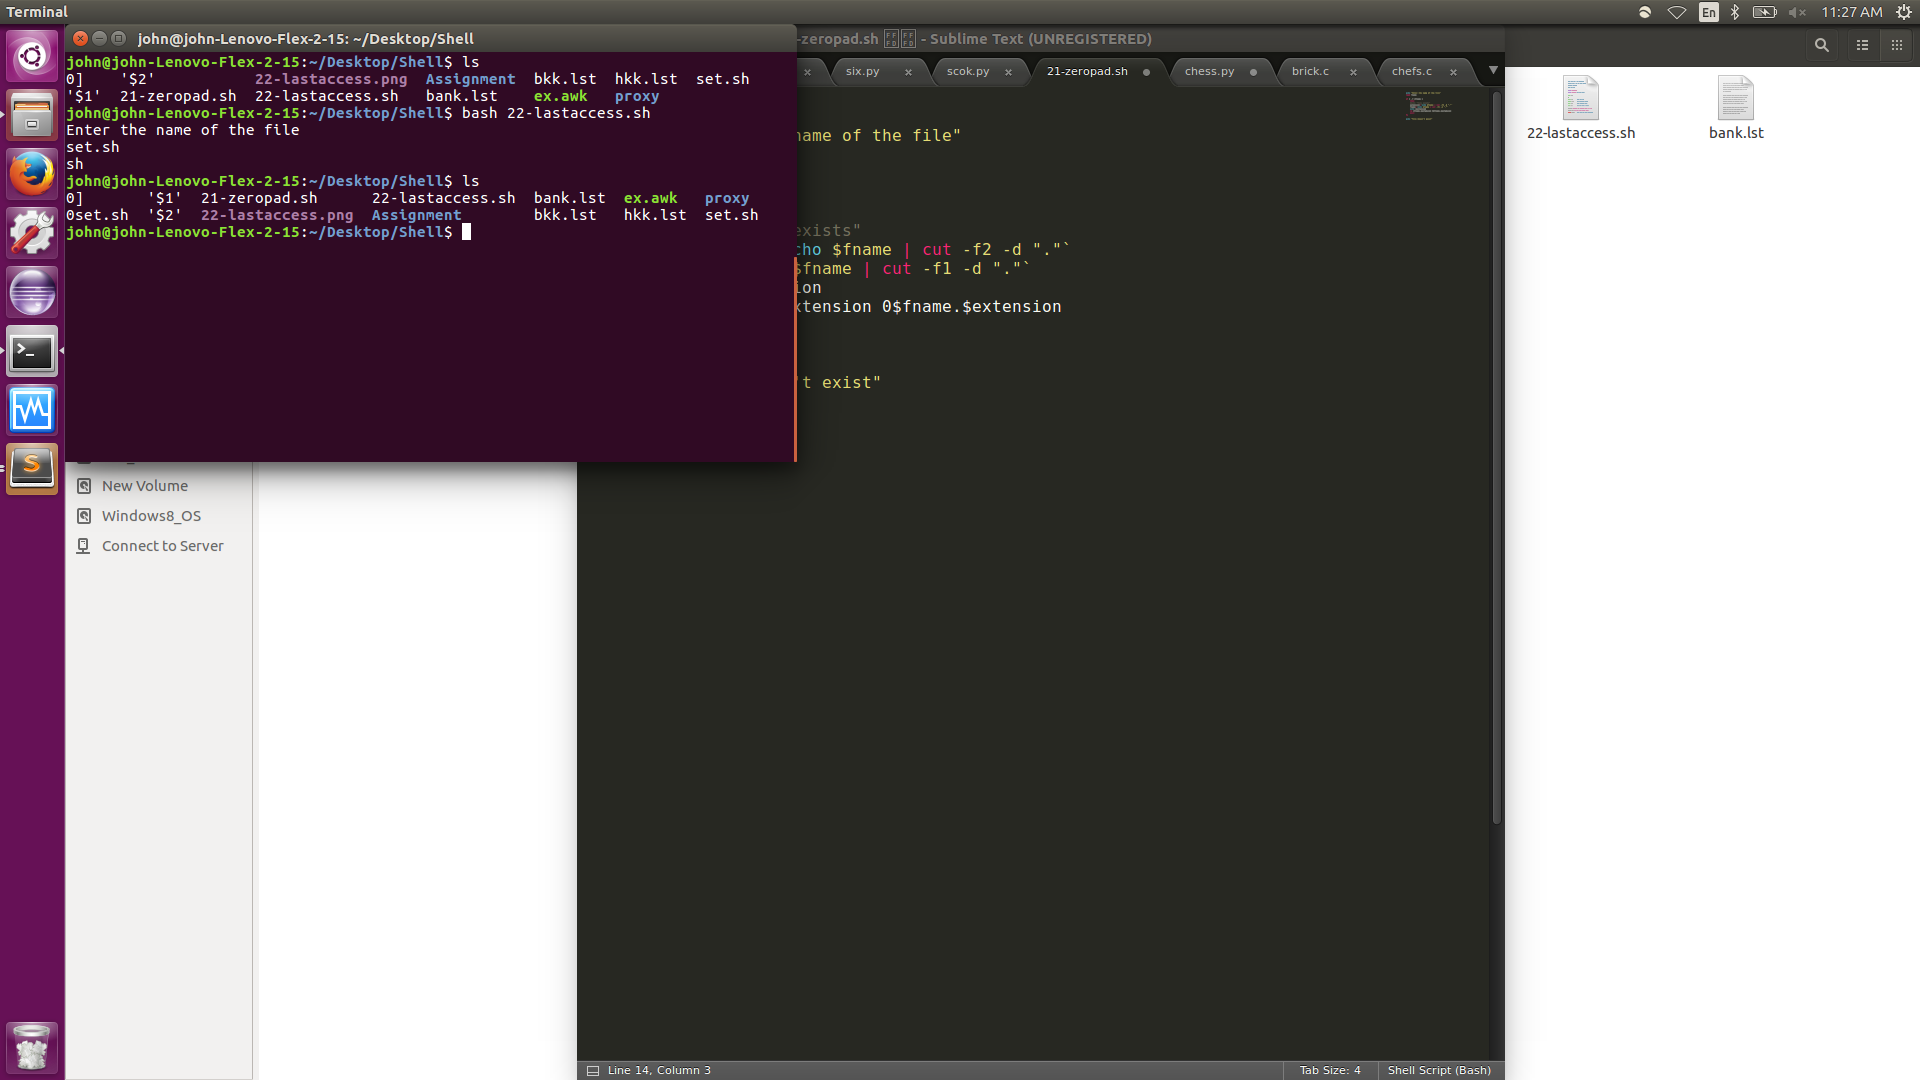 Terminal
En
11:27 AM
john@john-Lenovo-Flex-2-15: ~/Desktop/Shell
-zeropad.sh - Sublime Text (UNREGISTERED)
six.py
scok.py
21-zeropad.sh
chess.py
brick.c
chefs.c
john@john-Lenovo-Flex-2-15:~/Desktop/Shell$ ls
0] '$2' 22-lastaccess.png Assignment bkk.lst hkk.lst set.sh
'$1' 21-zeropad.sh 22-lastaccess.sh bank.lst ex.awk proxy
john@john-Lenovo-Flex-2-15:~/Desktop/Shell$ bash 22-lastaccess.sh
Enter the name of the file
set.sh
sh
john@john-Lenovo-Flex-2-15:~/Desktop/Shell$ ls
0] '$1' 21-zeropad.sh 22-lastaccess.sh bank.lst ex.awk proxy
0set.sh '$2' 22-lastaccess.png Assignment bkk.lst hkk.lst set.sh
john@john-Lenovo-Flex-2-15:~/Desktop/Shell$
name of the file"
exists"
cho $fname | cut -f2 -d "."`
$fname | cut -f1 -d "."`
ion
xtension 0$fname.$extension
't exist"
22-lastaccess.sh
bank.lst
New Volume
Windows8_OS
Connect to Server
Line 14, Column 3
Tab Size: 4
Shell Script (Bash)